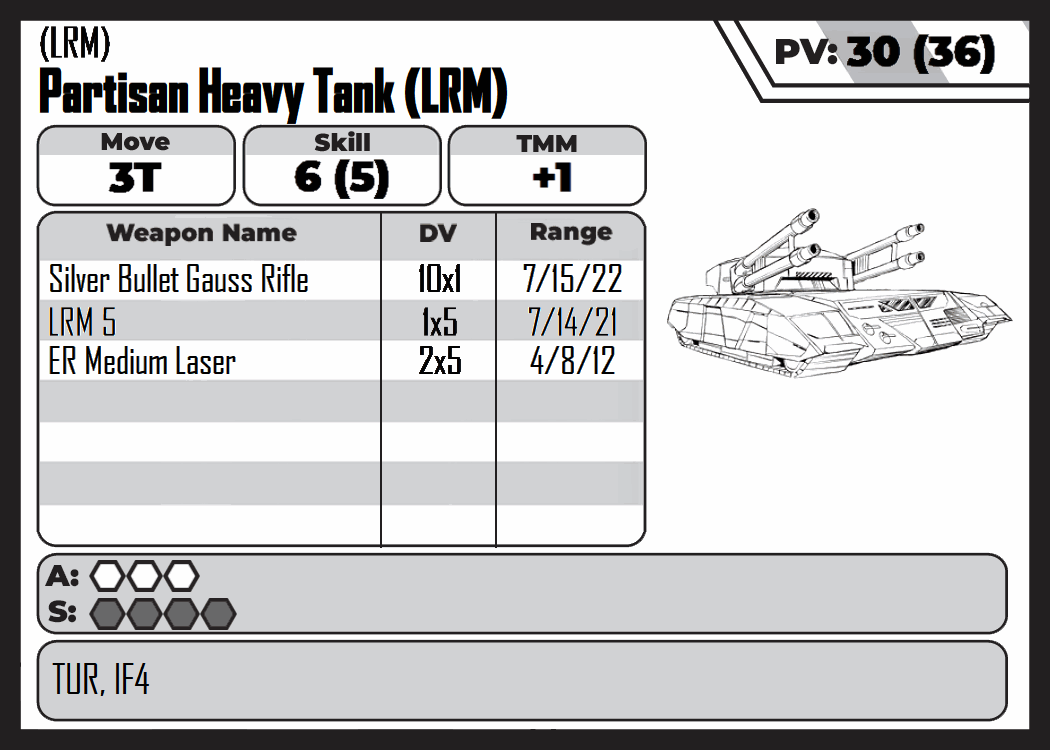 (LRM)
Partisan Heavy Tank (LRM)
PV: 30 (36)
Move
3T
Skill
6 (5)
TMM
+1
Weapon Name DV Range
Silver Bullet Gauss Rifle 10x1 7/15/22
LRM 5 1x5 7/14/21
ER Medium Laser 2x5 4/8/12
A:
S:
TUR, IF4